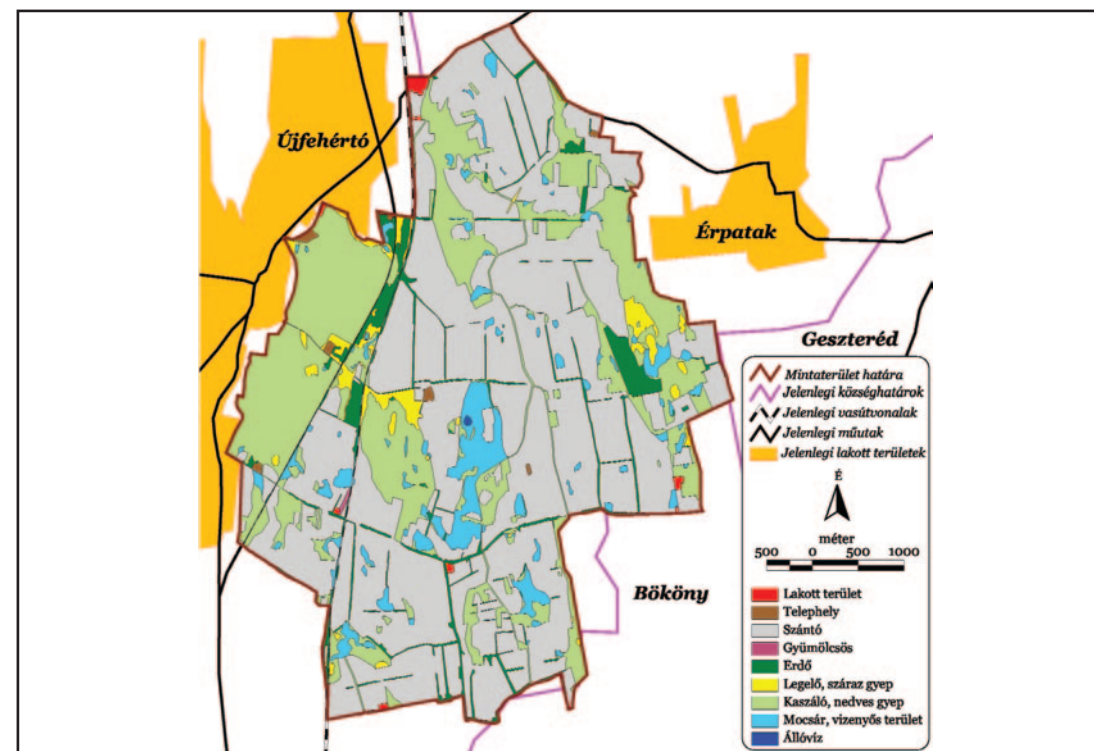 Újfehértó
Érpatak
Geszteréd
Bököny
Mintaterület határa
Jelenlegi községhatárok
Jelenlegi vasútvonalak
Jelenlegi műutak
Jelenlegi lakott területek
É
méter
500 0 500 1000
Lakott terület
Telephely
Szántó
Gyümölcsös
Erdő
Legelő, száraz gyep
Kaszáló, nedves gyep
Mocsár, vizenyős terület
Állóvíz